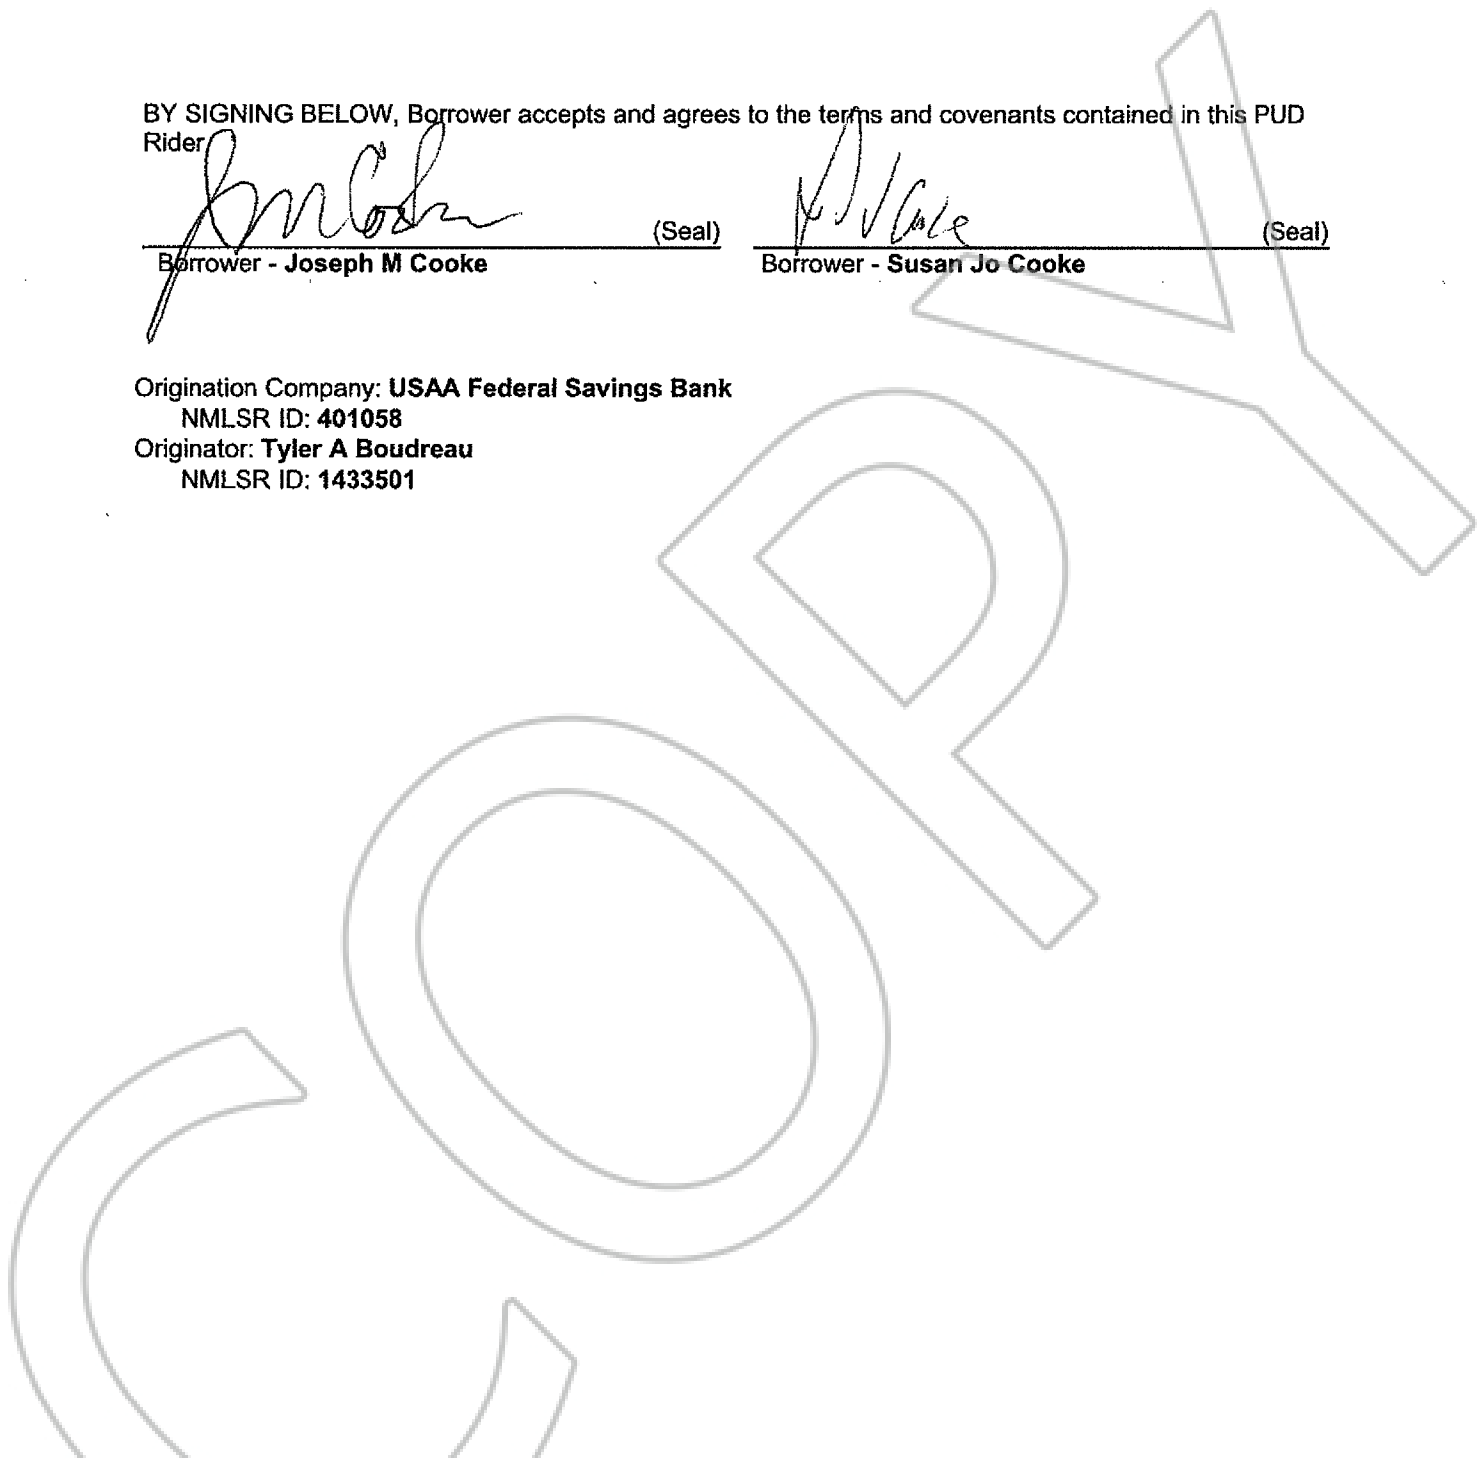 BY SIGNING BELOW, Borrower accepts and agrees to the terms and covenants contained in this PUD
Rider
(Seal) (Seal)
Borrower - Joseph M Cooke Borrower - Susan Jo Cooke
Origination Company: USAA Federal Savings Bank
NMLSR ID: 401058
Originator: Tyler A Boudreau
NMLSR ID: 1433501
COPY